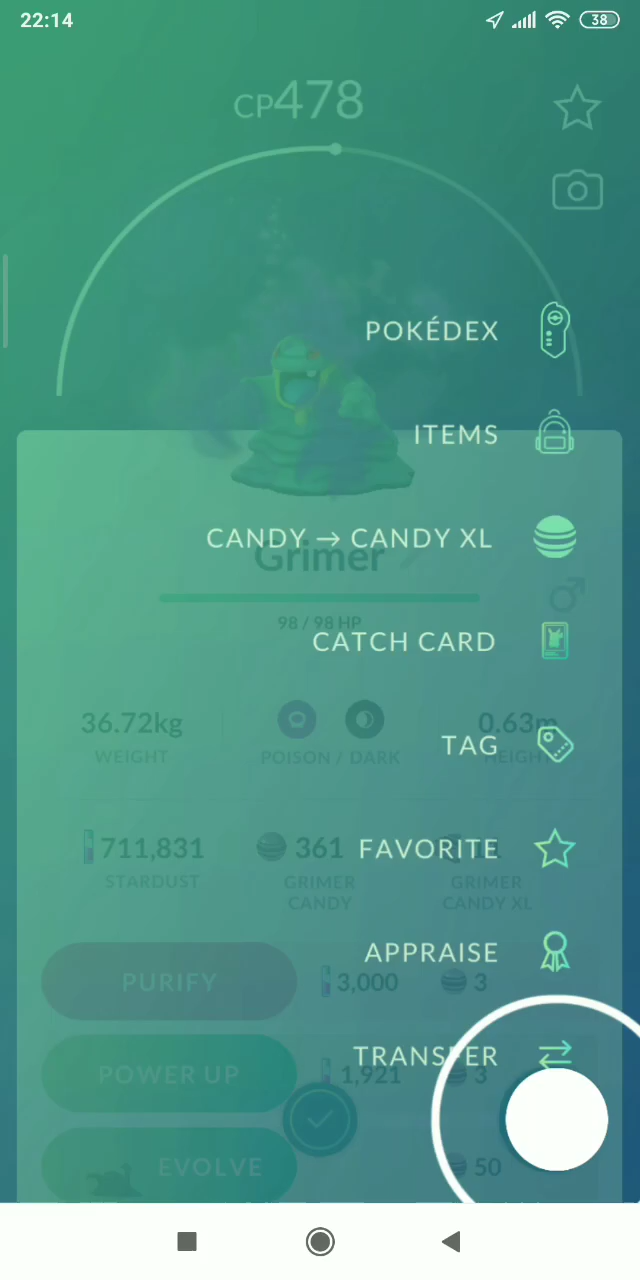 22:14
38
CP478
POKÉDEX
ITEMS
CANDY → CANDY XL
Grimer
98 / 98 HP
CATCH CARD
36.72kg
0.63m
WEIGHT
POISON / DARK
HEIGHT
TAG
711,831
361
FAVORITE
STARDUST
GRIMER CANDY
GRIMER CANDY XL
APPRAISE
PURIFY
3,000
3
TRANSFER
POWER UP
1,921
3
EVOLVE
50